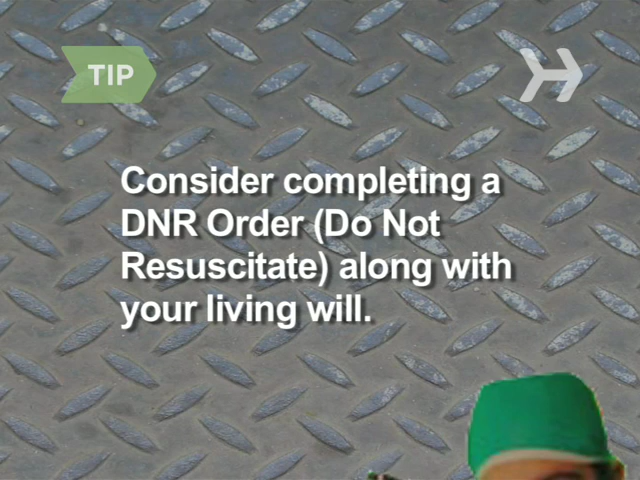 TIP
Consider completing a
DNR Order (Do Not
Resuscitate) along with
your living will.